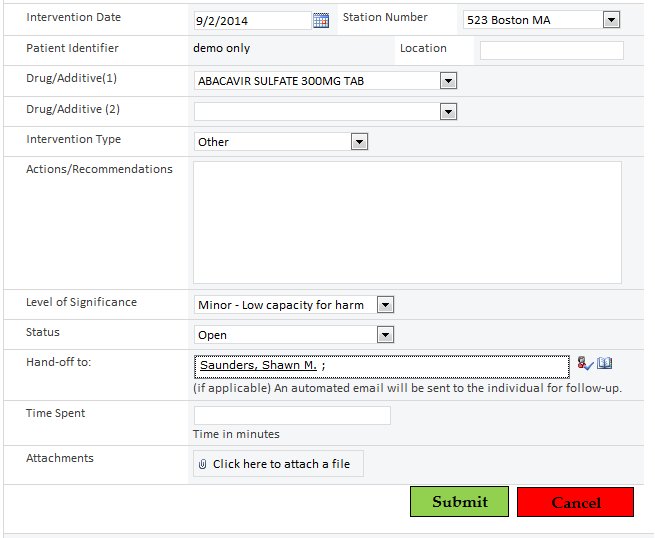 Intervention Date 9/2/2014 Station Number 523 Boston MA
Patient Identifier demo only Location
Drug/Additive(1) ABACAVIR SULFATE 300MG TAB
Drug/Additive (2)
Intervention Type Other
Actions/Recommendations
Level of Significance Minor - Low capacity for harm
Status Open
Hand-off to: Saunders, Shawn M. ;
(if applicable) An automated email will be sent to the individual for follow-up.
Time Spent
Time in minutes
Attachments Click here to attach a file
Submit Cancel